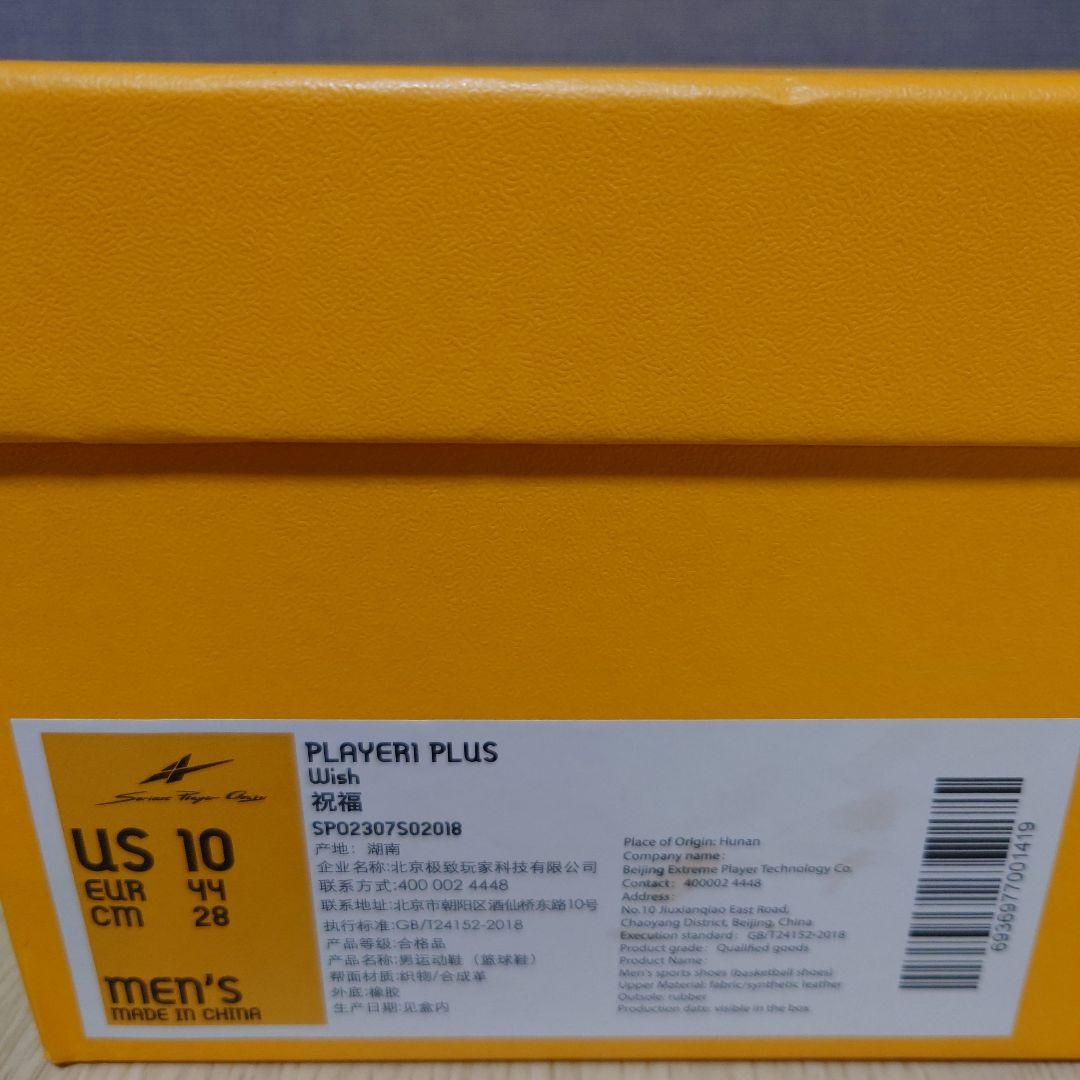 Serious Player Only
US 10
EUR 44
CM 28
MEN'S
MADE IN CHINA
PLAYER1 PLUS
Wish
祝福
SP02307S02018
产地：湖南
企业名称:北京极致玩家科技有限公司
联系方式:400 002 4448
联系地址:北京市朝阳区酒仙桥东路10号
执行标准:GB/T24152-2018
产品等级:合格品
产品名称:男运动鞋（篮球鞋）
帮面材质:织物/合成革
外底:橡胶
生产日期:见盒内
Place of Origin: Hunan
Company name:
Beijing Extreme Player Technology Co.
Contact: 400002 4448
Address:
No.10 Jiuxianqiao East Road,
Chaoyang District, Beijing, China
Execution standard: GB/T24152-2018
Product grade: Qualified goods
Product Name:
Men's sports shoes (basketball shoes)
Upper Material: fabric/synthetic leather
Outsole: rubber
Production date: visible in the box
6936977001419